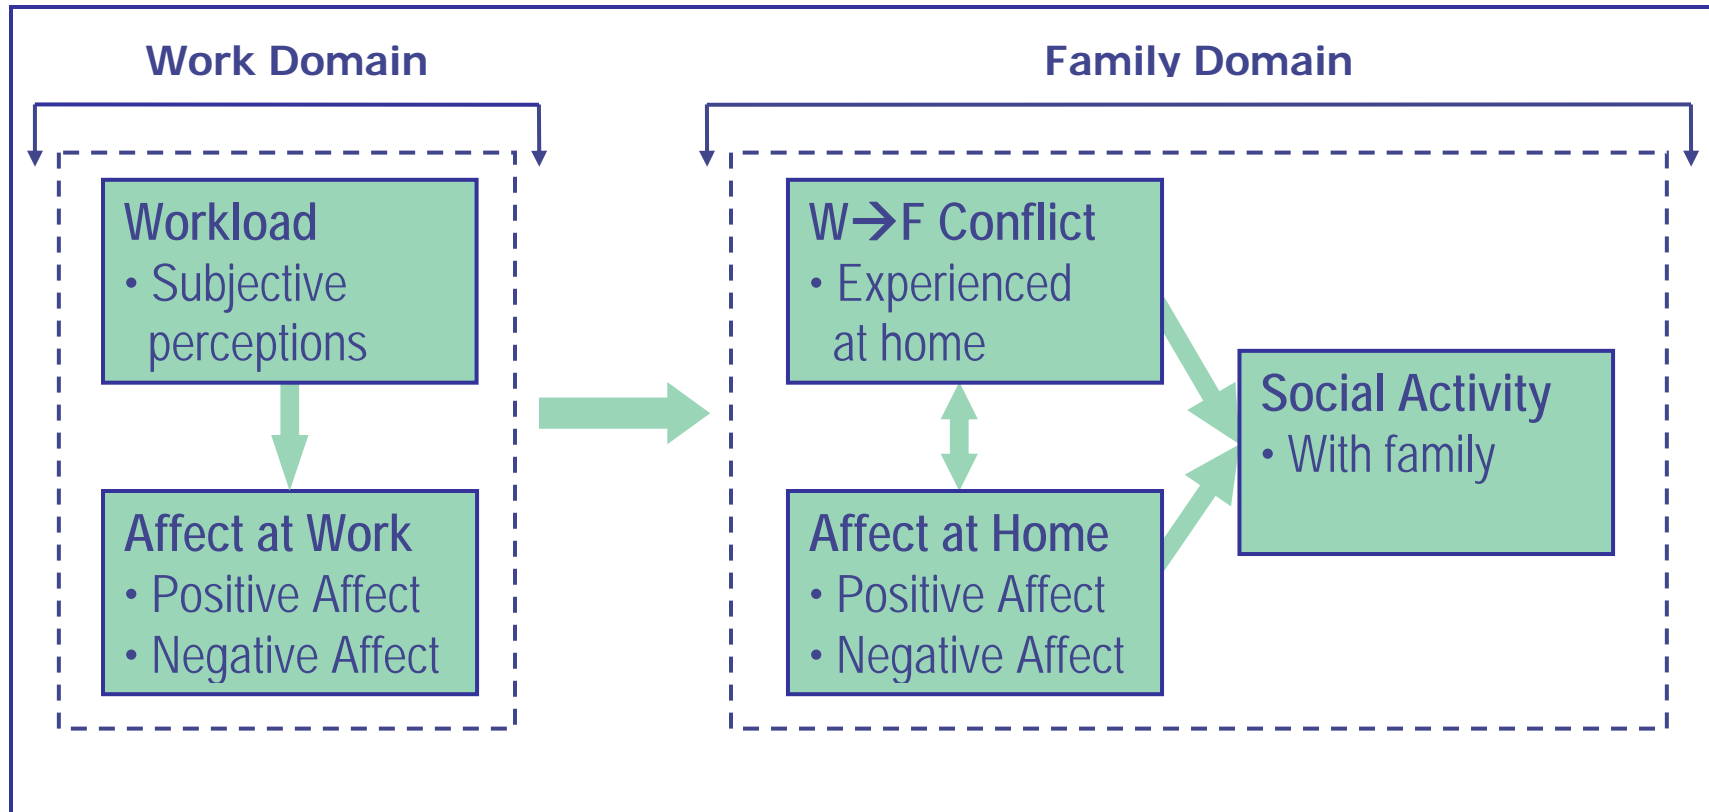 Work Domain
Family Domain
Workload
• Subjective
perceptions
Affect at Work
• Positive Affect
• Negative Affect
W→F Conflict
• Experienced
at home
Affect at Home
• Positive Affect
• Negative Affect
Social Activity
• With family